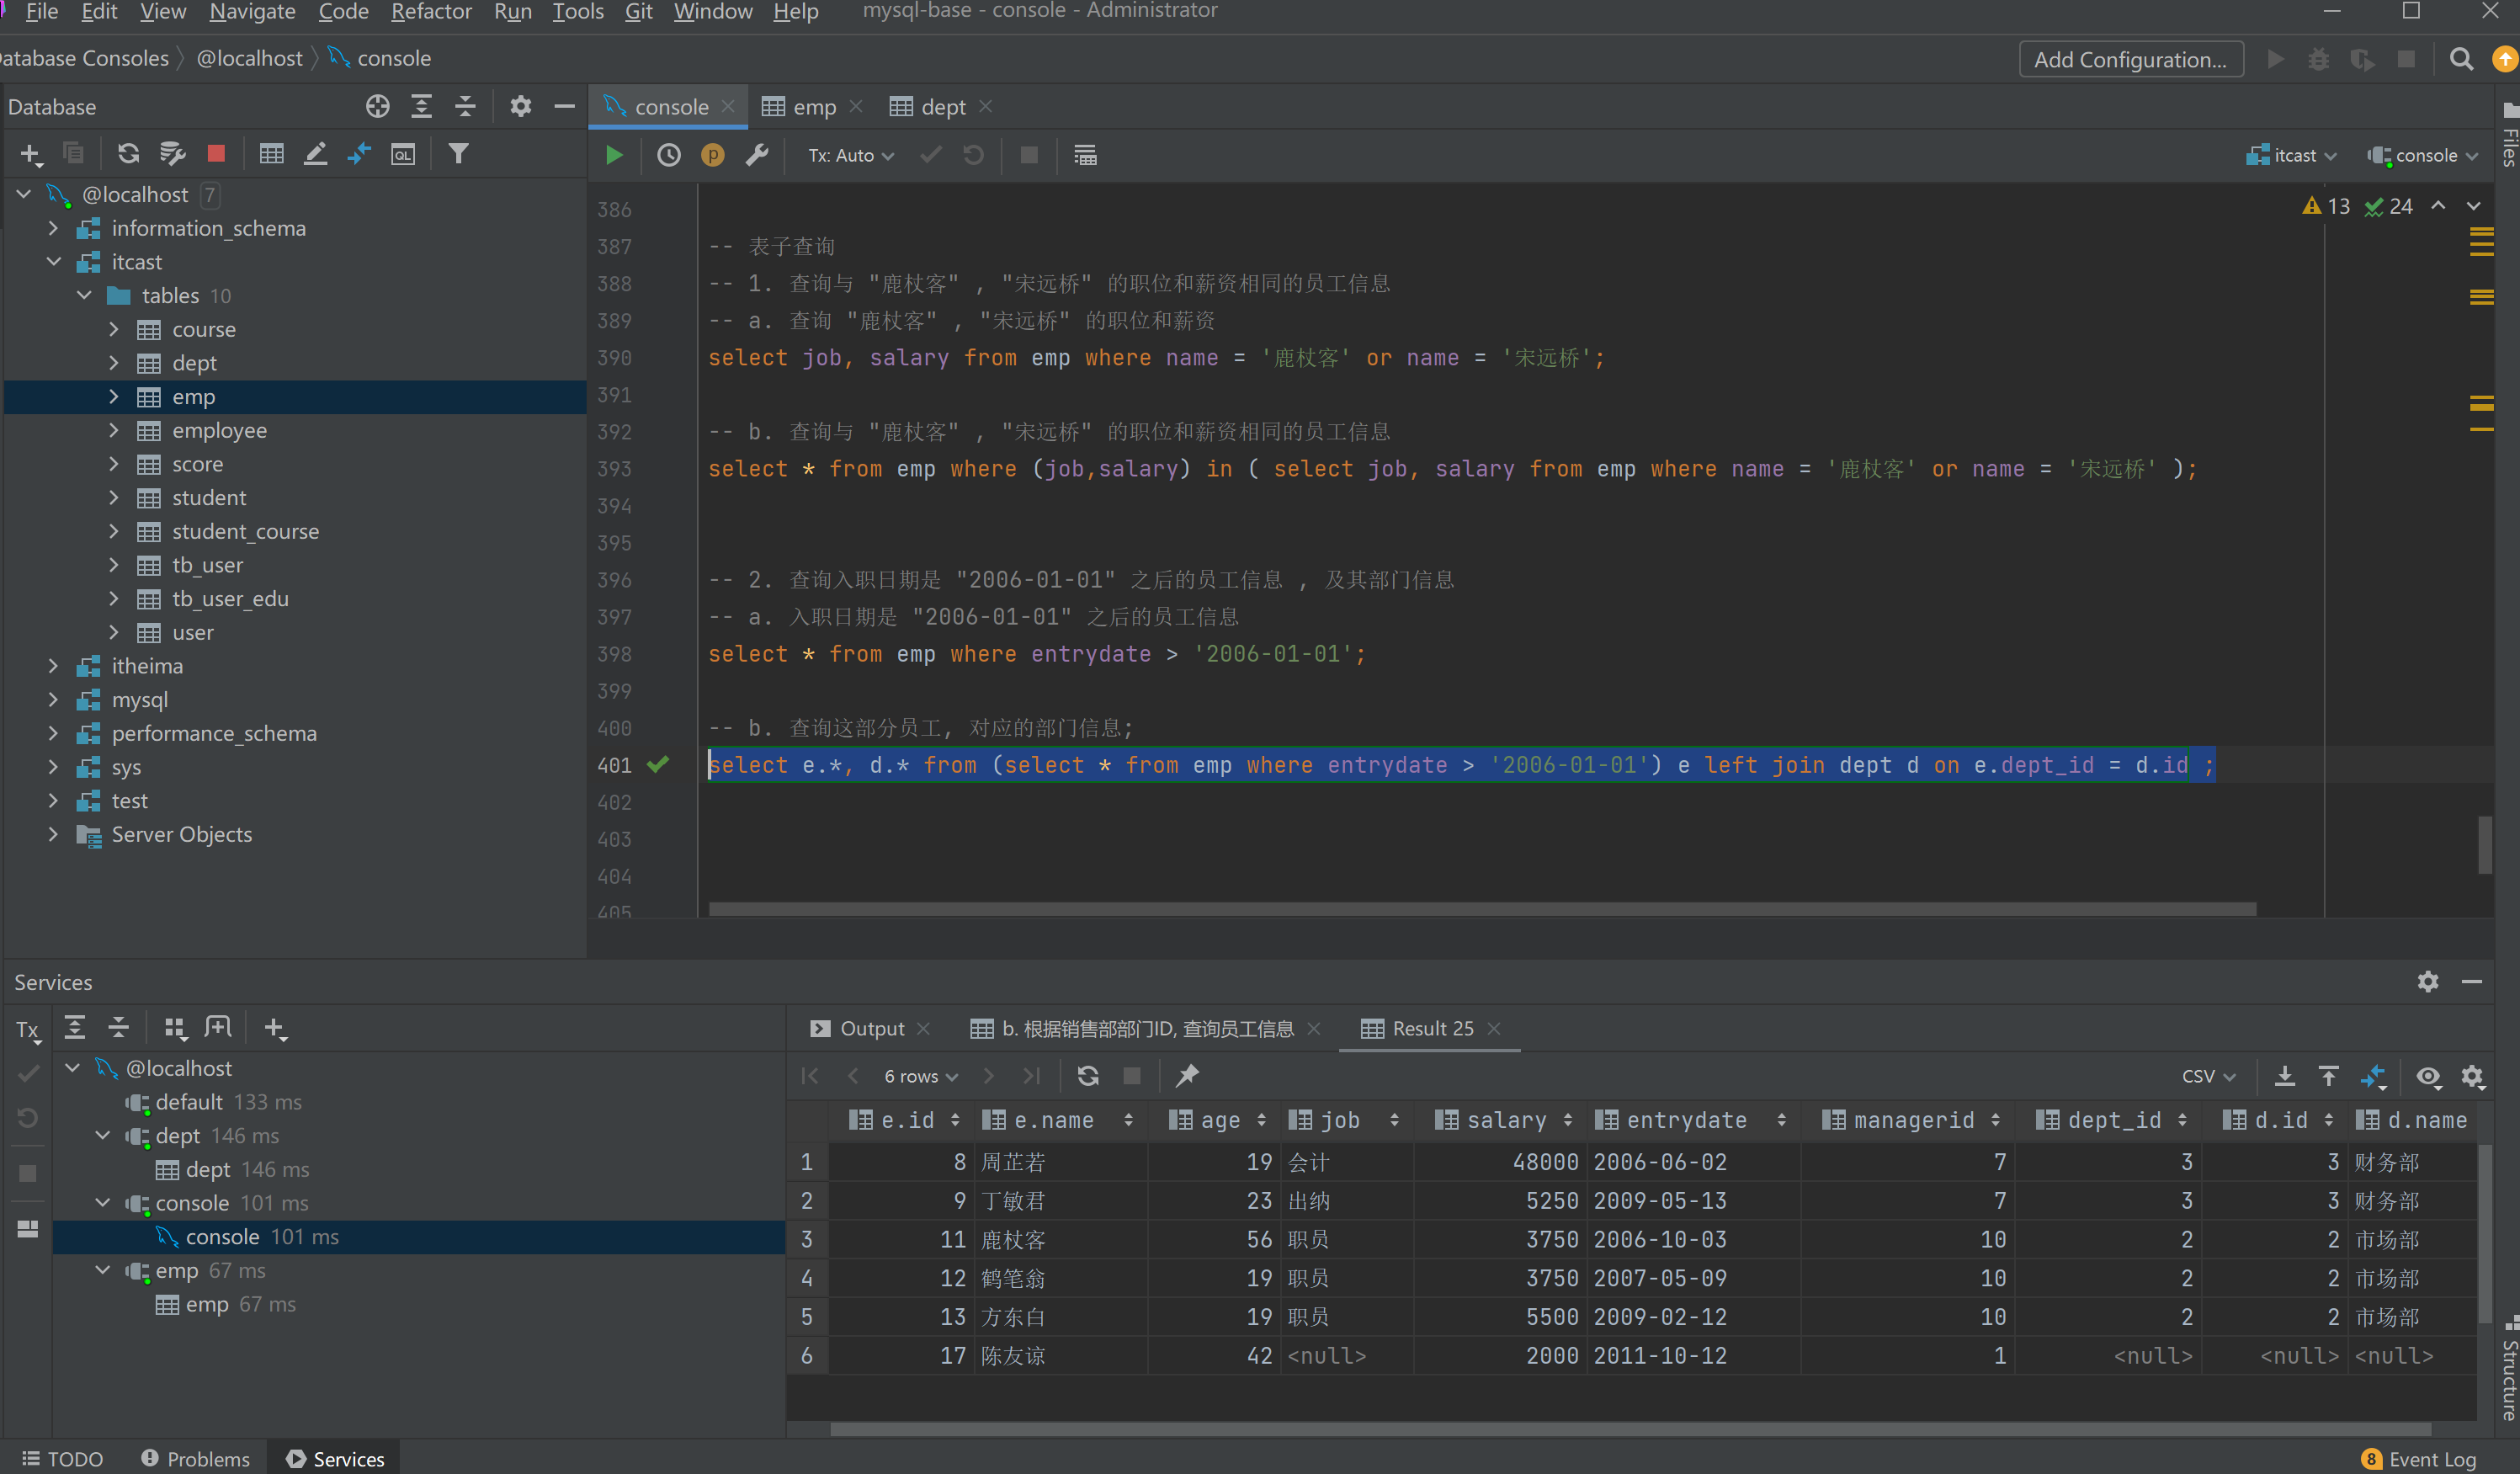 File Edit View Navigate Code Refactor Run Tools Git Window Help mysql-base - console - Administrator
atabase Consoles @localhost console Add Configuration...
Database
console emp dept
Tx: Auto itcast console
Files
@localhost 7
information_schema
itcast
tables 10
course
dept
emp
employee
score
student
student_course
tb_user
tb_user_edu
user
itheima
mysql
performance_schema
sys
test
Server Objects
13 24
386
387 -- 表子查询
388 -- 1. 查询与 "鹿杖客" , "宋远桥" 的职位和薪资相同的员工信息
389 -- a. 查询 "鹿杖客" , "宋远桥" 的职位和薪资
390 select job, salary from emp where name = '鹿杖客' or name = '宋远桥';
391
392 -- b. 查询与 "鹿杖客" , "宋远桥" 的职位和薪资相同的员工信息
393 select * from emp where (job,salary) in ( select job, salary from emp where name = '鹿杖客' or name = '宋远桥' );
394
395
396 -- 2. 查询入职日期是 "2006-01-01" 之后的员工信息 , 及其部门信息
397 -- a. 入职日期是 "2006-01-01" 之后的员工信息
398 select * from emp where entrydate > '2006-01-01';
399
400 -- b. 查询这部分员工, 对应的部门信息;
401 select e.*, d.* from (select * from emp where entrydate > '2006-01-01') e left join dept d on e.dept_id = d.id ;
402
403
404
405
Services
Tx
@localhost
default 133 ms
dept 146 ms
dept 146 ms
console 101 ms
console 101 ms
emp 67 ms
emp 67 ms
Output b. 根据销售部部门ID, 查询员工信息 Result 25
6 rows CSV
e.id e.name age job salary entrydate managerid dept_id d.id d.name
1 8 周芷若 19 会计 48000 2006-06-02 7 3 3 财务部
2 9 丁敏君 23 出纳 5250 2009-05-13 7 3 3 财务部
3 11 鹿杖客 56 职员 3750 2006-10-03 10 2 2 市场部
4 12 鹤笔翁 19 职员 3750 2007-05-09 10 2 2 市场部
5 13 方东白 19 职员 5500 2009-02-12 10 2 2 市场部
6 17 陈友谅 42 <null> 2000 2011-10-12 1 <null> <null> <null>
Structure
TODO Problems Services 8 Event Log